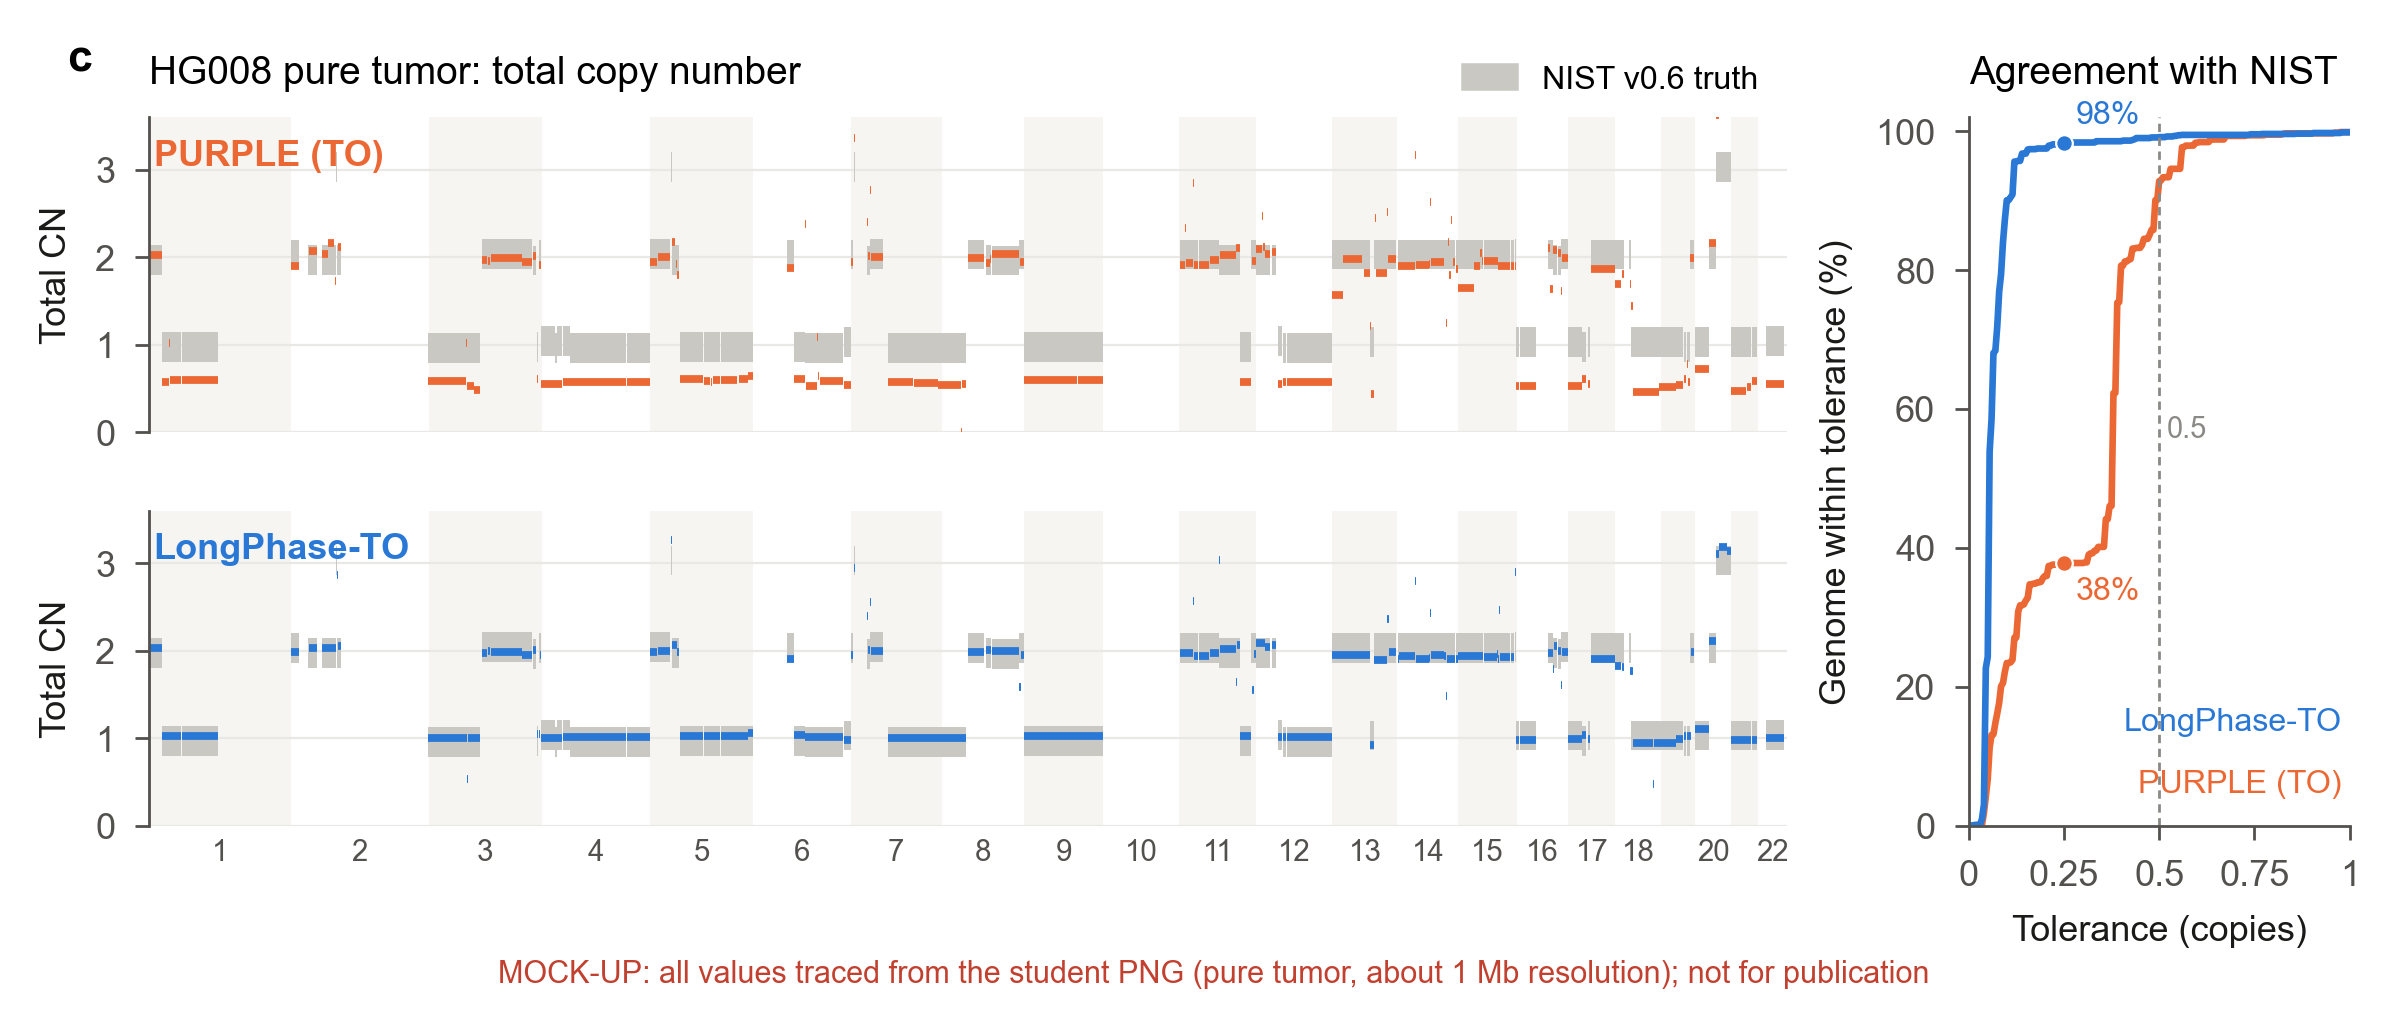 c
HG008 pure tumor: total copy number
NIST v0.6 truth
Agreement with NIST
PURPLE (TO)
Total CN
3
2
1
0
LongPhase-TO
Total CN
3
2
1
0
1 2 3 4 5 6 7 8 9 10 11 12 13 14 15 16 17 18 20 22
Genome within tolerance (%)
100
80
60
40
20
0
98%
0.5
38%
LongPhase-TO
PURPLE (TO)
0 0.25 0.5 0.75 1
Tolerance (copies)
MOCK-UP: all values traced from the student PNG (pure tumor, about 1 Mb resolution); not for publication